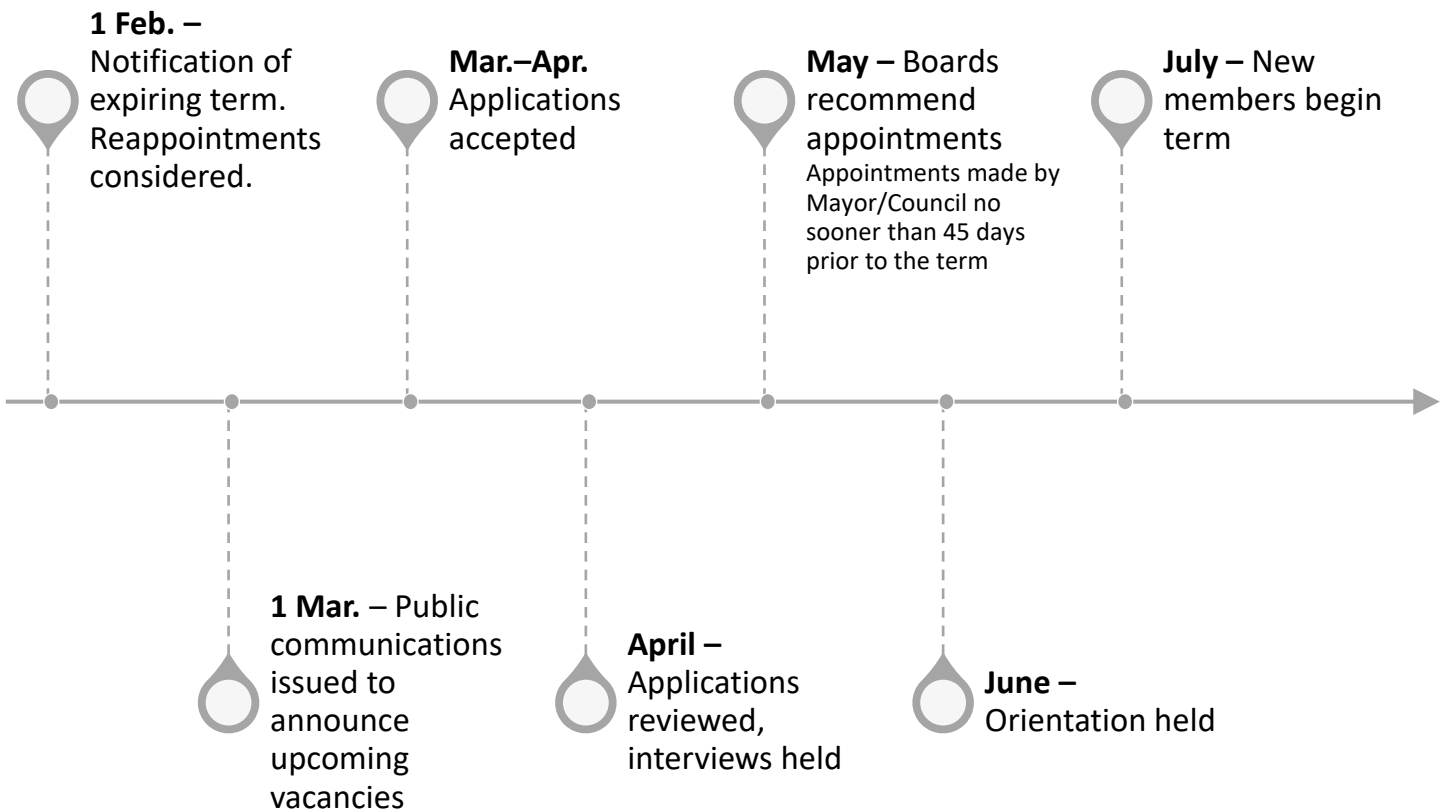 1 Feb. –
Notification of
expiring term.
Reappointments
considered.
Mar.–Apr.
Applications
accepted
May – Boards
recommend
appointments
Appointments made by
Mayor/Council no
sooner than 45 days
prior to the term
July – New
members begin
term
1 Mar. – Public
communications
issued to
announce
upcoming
vacancies
April –
Applications
reviewed,
interviews held
June –
Orientation held